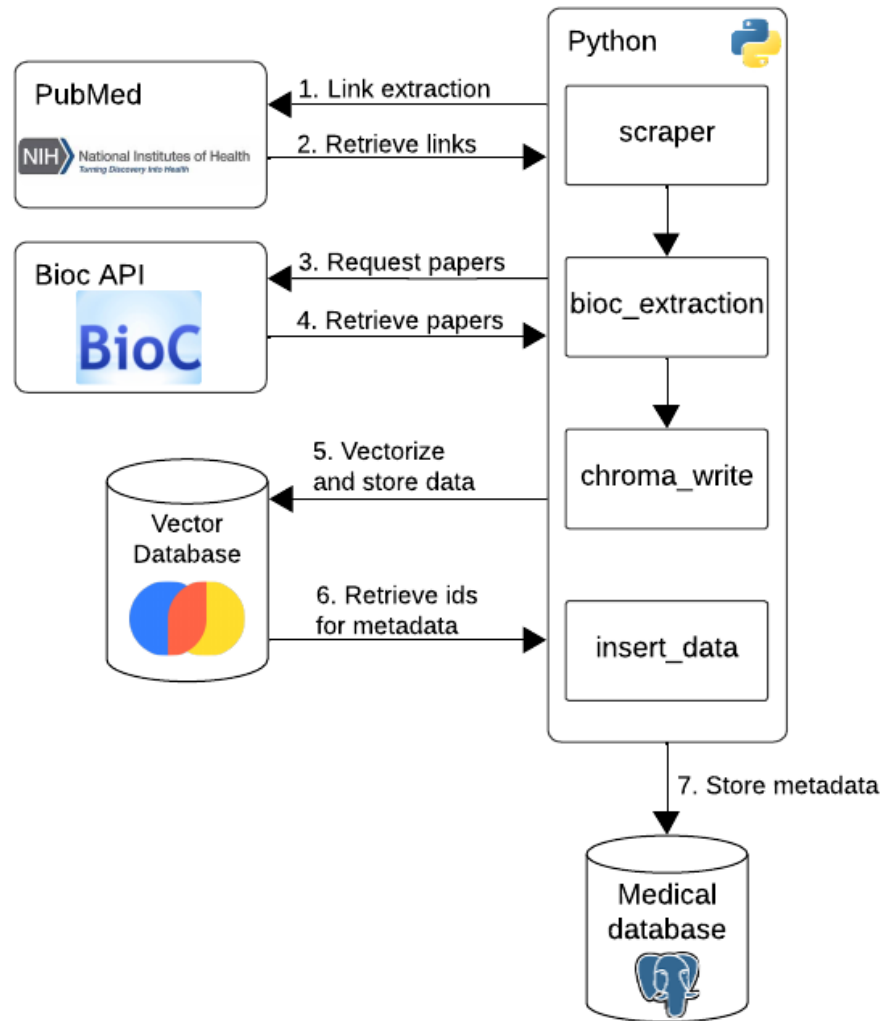 Python
PubMed
NIH
National Institutes of Health
Turning Discovery Into Health
1. Link extraction
2. Retrieve links
scraper
Bioc API
BioC
3. Request papers
4. Retrieve papers
bioc_extraction
5. Vectorize
and store data
chroma_write
Vector
Database
6. Retrieve ids
for metadata
insert_data
7. Store metadata
Medical
database